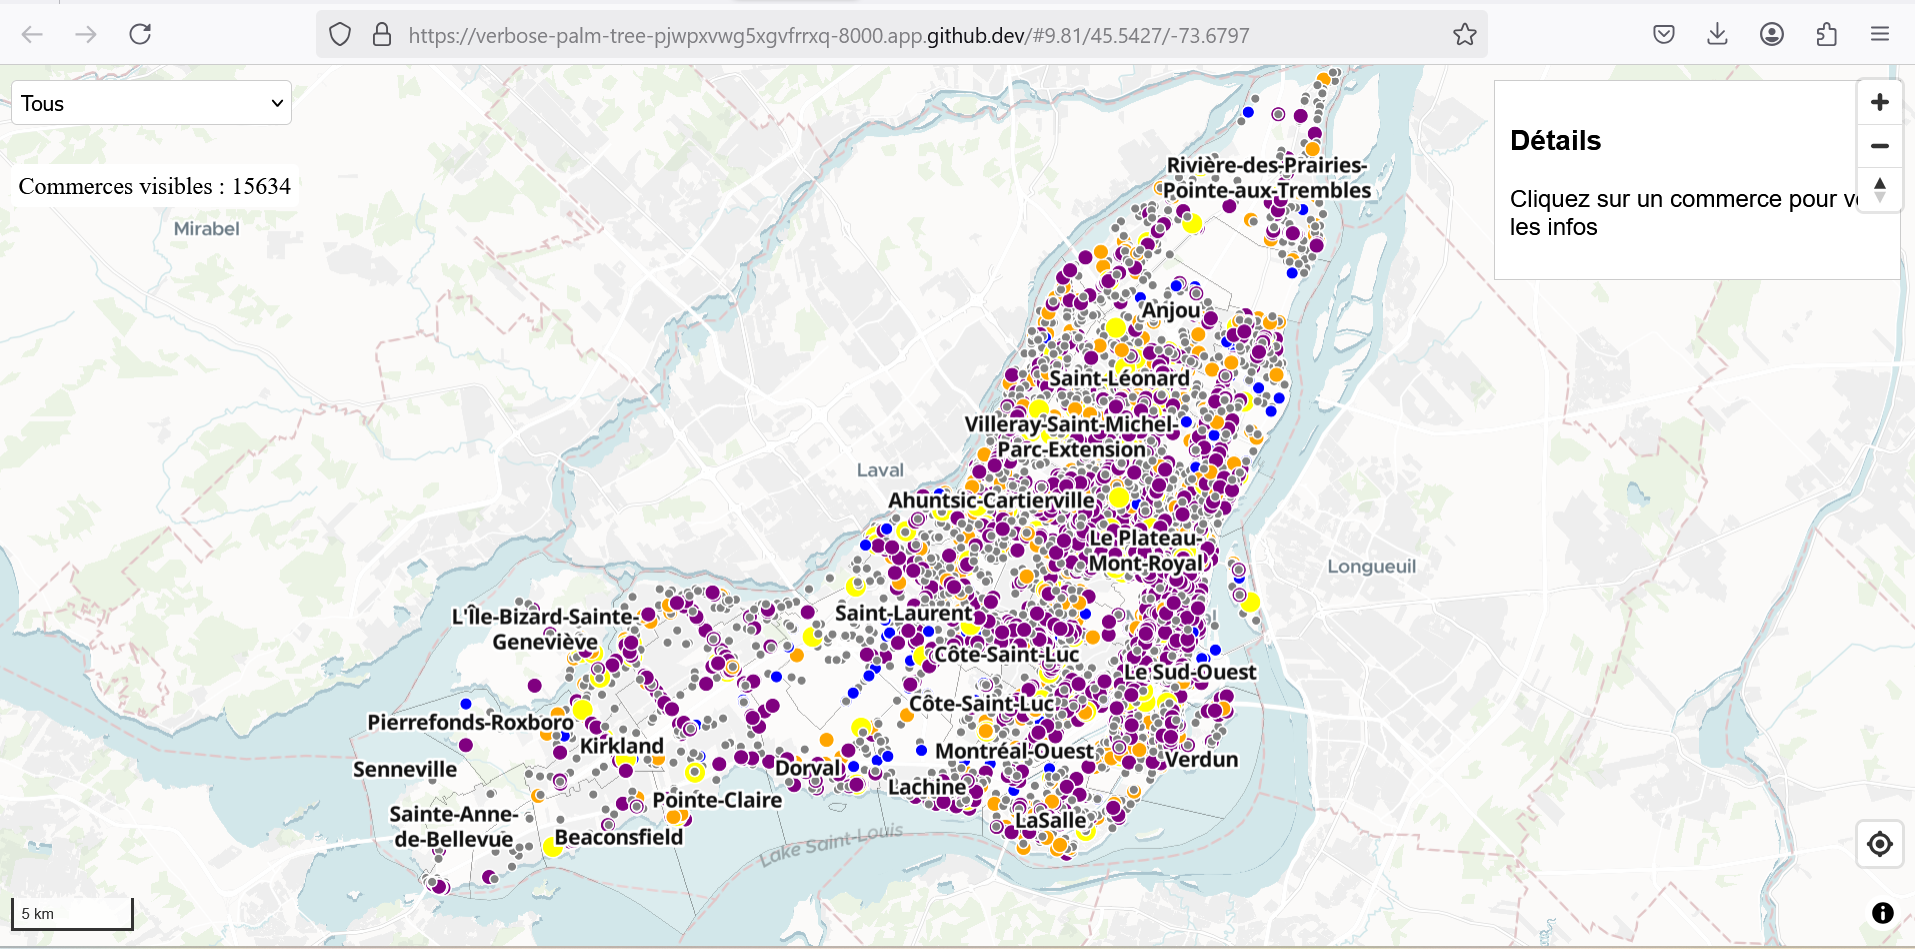 https://verbose-palm-tree-pjwpxvwg5xgvfrrxq-8000.app.github.dev/#9.81/45.5427/-73.6797
Tous
Commerces visibles : 15634
Détails
Cliquez sur un commerce pour
les infos
Mirabel
Rivière-des-Prairies-
Pointe-aux-Trembles
Anjou
Saint-Léonard
Villeray-Saint-Michel-
Parc-Extension
Laval
Ahuntsic-Cartierville
Le Plateau-
Mont-Royal
Longueuil
L'Île-Bizard-Sainte-
Geneviève
Saint-Laurent
Côte-Saint-Luc
Le Sud-Ouest
Côte-Saint-Luc
Pierrefonds-Roxboro
Kirkland
Montréal-Ouest
Verdun
Senneville
Dorval
Lachine
Pointe-Claire
Sainte-Anne-
de-Bellevue
Beaconsfield
LaSalle
Lake Saint-Louis
5 km